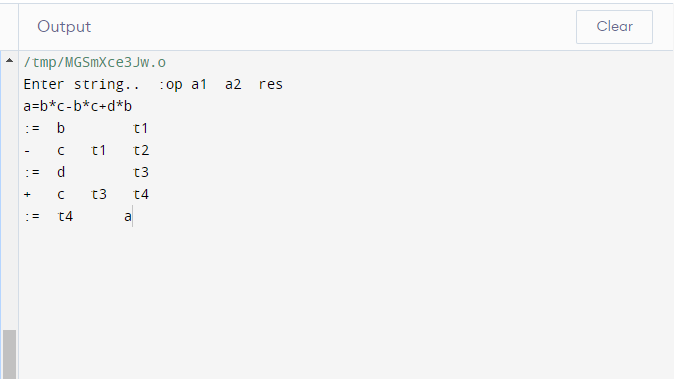 Output
Clear
/tmp/MGSmXce3Jw.o
Enter string..  :op a1  a2  res
a=b*c-b*c+d*b
:=  b        t1
-   c   t1   t2
:=  d        t3
+   c   t3   t4
:=  t4      a